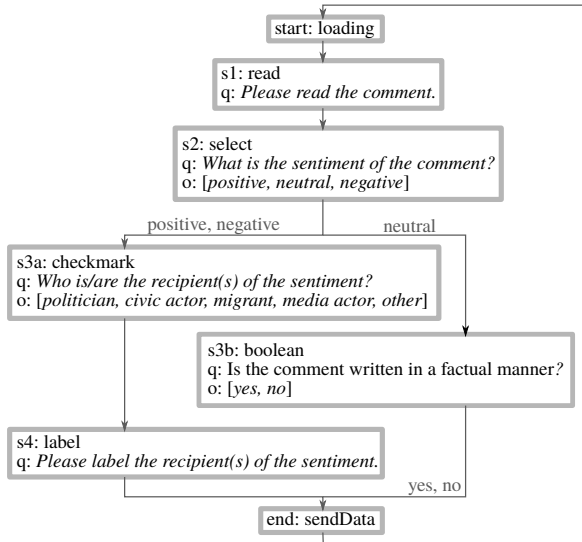 start: loading
s1: read
q: Please read the comment.
s2: select
q: What is the sentiment of the comment?
o: [positive, neutral, negative]
positive, negative
neutral
s3a: checkmark
q: Who is/are the recipient(s) of the sentiment?
o: [politician, civic actor, migrant, media actor, other]
s3b: boolean
q: Is the comment written in a factual manner?
o: [yes, no]
s4: label
q: Please label the recipient(s) of the sentiment.
yes, no
end: sendData